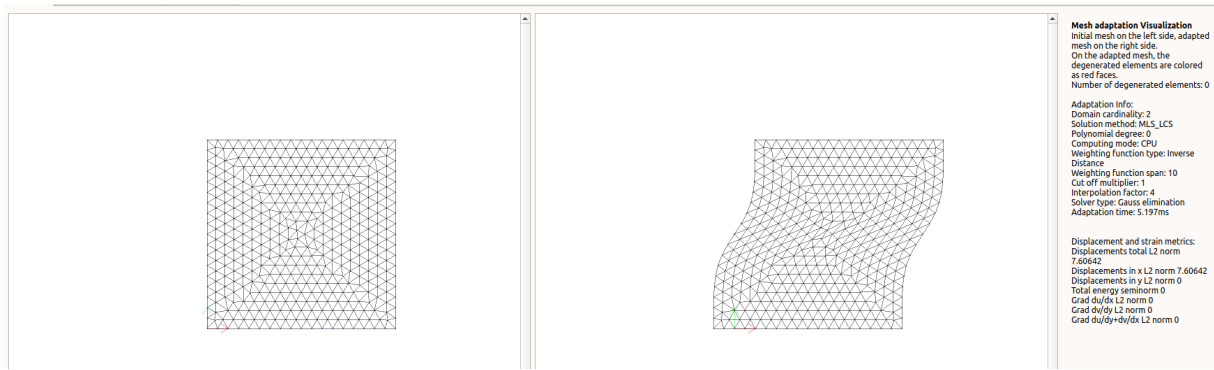 Mesh adaptation Visualization
Initial mesh on the left side, adapted
mesh on the right side.
On the adapted mesh, the
degenerated elements are colored
as red faces.
Number of degenerated elements: 0
Adaptation Info:
Domain cardinality: 2
Solution method: MLS_LCS
Polynomial degree: 0
Computing mode: CPU
Weighting function type: Inverse
Distance
Weighting function span: 10
Cut off multiplier: 1
Interpolation factor: 4
Solver type: Gauss elimination
Adaptation time: 5.197ms
Displacement and strain metrics:
Displacements total L2 norm
7.60642
Displacements in x L2 norm 7.60642
Displacements in y L2 norm 0
Total energy seminorm 0
Grad du/dx L2 norm 0
Grad dv/dy L2 norm 0
Grad du/dy+dv/dx L2 norm 0